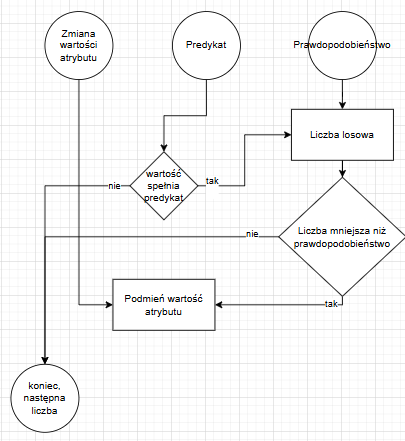 Zmiana
wartości
atrybutu
Predykat
Prawdopodobieństwo
Liczba losowa
wartość
spełnia
predykat
nie
tak
Liczba mniejsza niż
prawdopodobieństwo
nie
tak
Podmień wartość
atrybutu
koniec,
następna
liczba